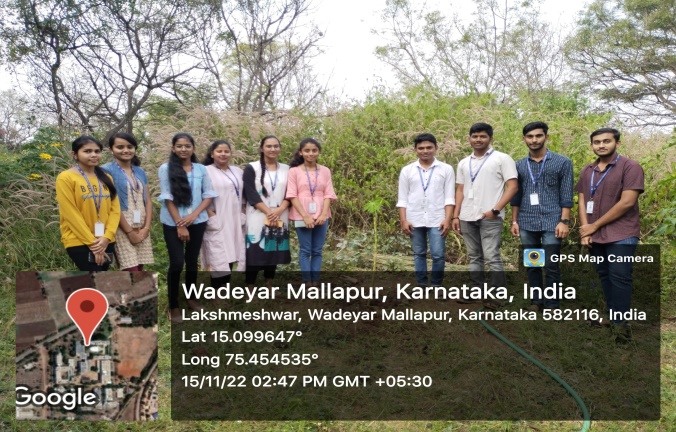 BEGIN
GPS Map Camera
Wadeyar Mallapur, Karnataka, India
Lakshmeshwar, Wadeyar Mallapur, Karnataka 582116, India
Lat 15.099647°
Long 75.454535°
15/11/22 02:47 PM GMT +05:30
Google